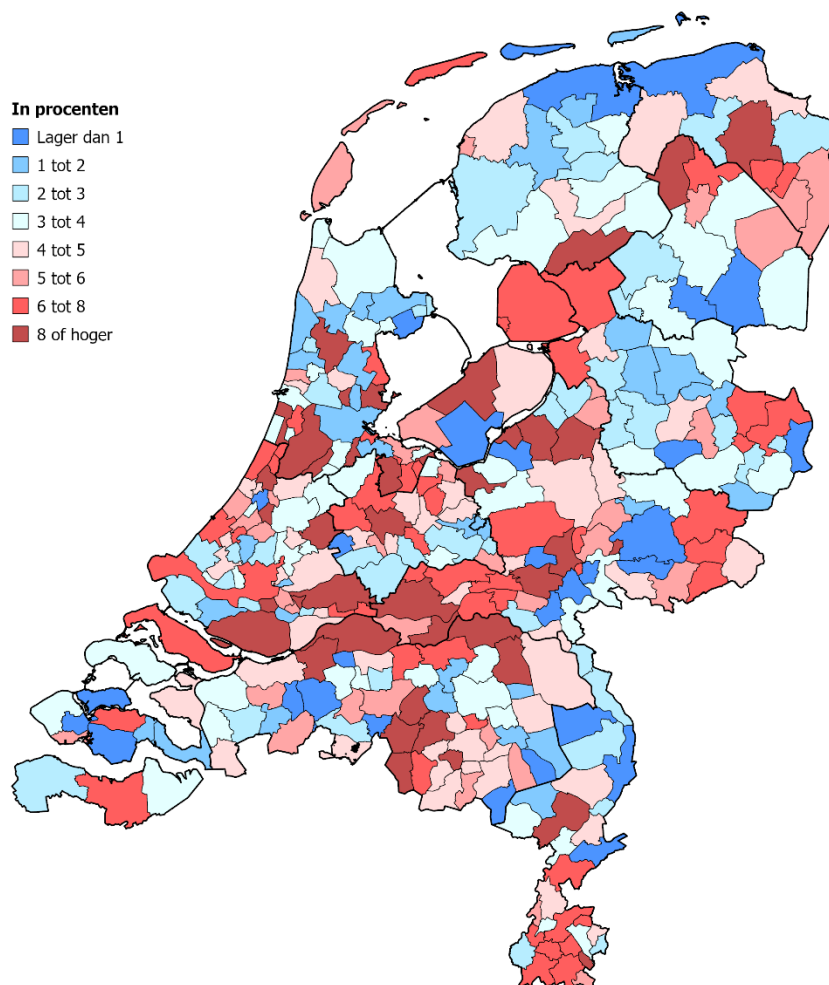 In procenten
Lager dan 1
1 tot 2
2 tot 3
3 tot 4
4 tot 5
5 tot 6
6 tot 8
8 of hoger